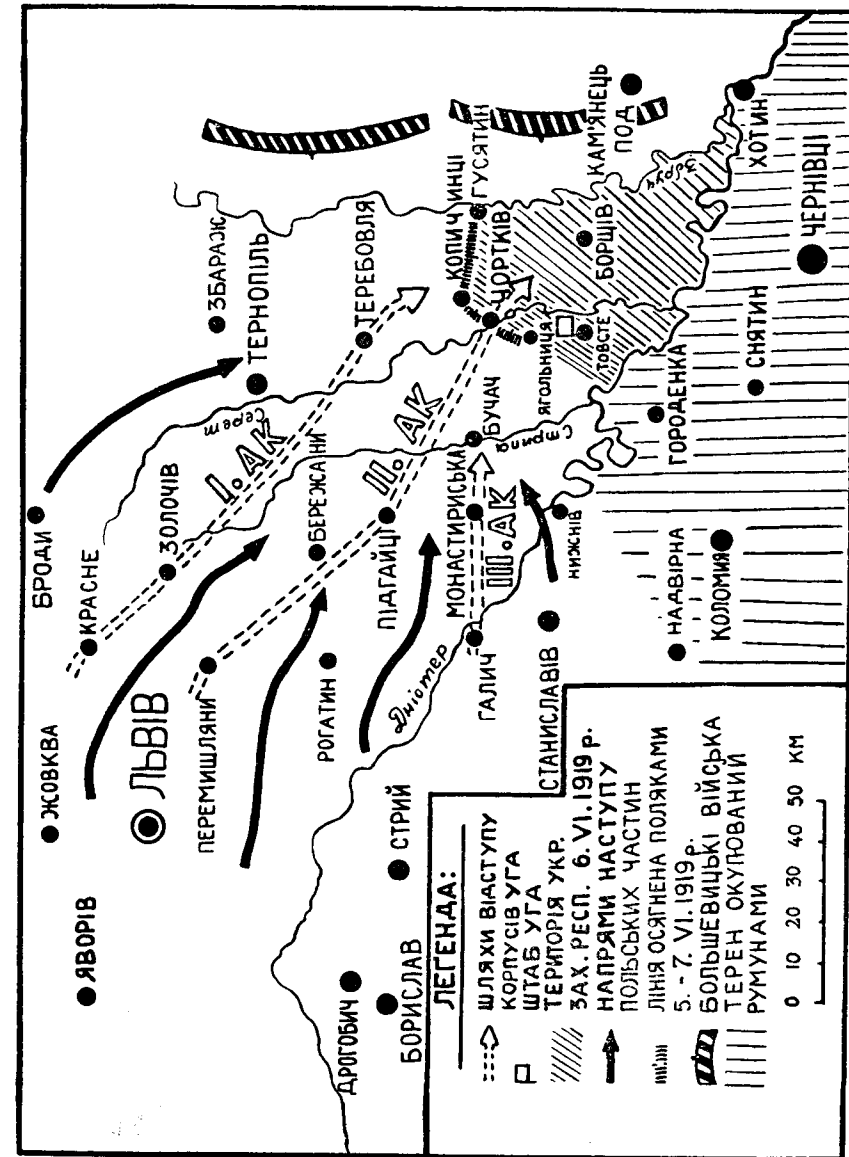 ЯВОРІВ
ЖОВКВА
КРАСНЕ
БРОДИ
ЛЬВІВ
ЗОЛОЧІВ
ЗБАРАЖ
ПЕРЕМИШЛЯНИ
I. АК
Серет
ТЕРНОПІЛЬ
БЕРЕЖАНИ
РОГАТИН
II. АК
ТЕРЕБОВЛЯ
ПІДГАЙЦІ
ДРОГОБИЧ
БОРИСЛАВ
СТРИЙ
Дністер
ГАЛИЧ
МОНАСТИРИСЬКА
III. АК
БУЧАЧ
КОПИЧИНЦІ
ГУСЯТИН
ЧОРТКІВ
ЯГОЛЬНИЦЯ
Стрипа
СТАНИСЛАВІВ
НИЖНІВ
ТОВСТЕ
БОРЩІВ
КАМ'ЯНЕЦЬ
ПОД
Збруч
НАДВІРНА
КОЛОМИЯ
ГОРОДЕНКА
СНЯТИН
ЧЕРНІВЦІ
ХОТИН
ЛЕГЕНДА:
ШЛЯХИ ВІДСТУПУ
КОРПУСІВ УГА
ШТАБ УГА
ТЕРИТОРІЯ УКР.
ЗАХ. РЕСП. 6. VI. 1919 р.
НАПРЯМИ НАСТУПУ
ПОЛЬСЬКИХ ЧАСТИН
ЛІНІЯ ОСЯГНЕНА ПОЛЯКАМИ
5. - 7. VI. 1919 р.
БОЛЬШЕВИЦЬКІ ВІЙСЬКА
ТЕРЕН ОКУПОВАНИЙ
РУМУНАМИ
0 10 20 30 40 50 КМ